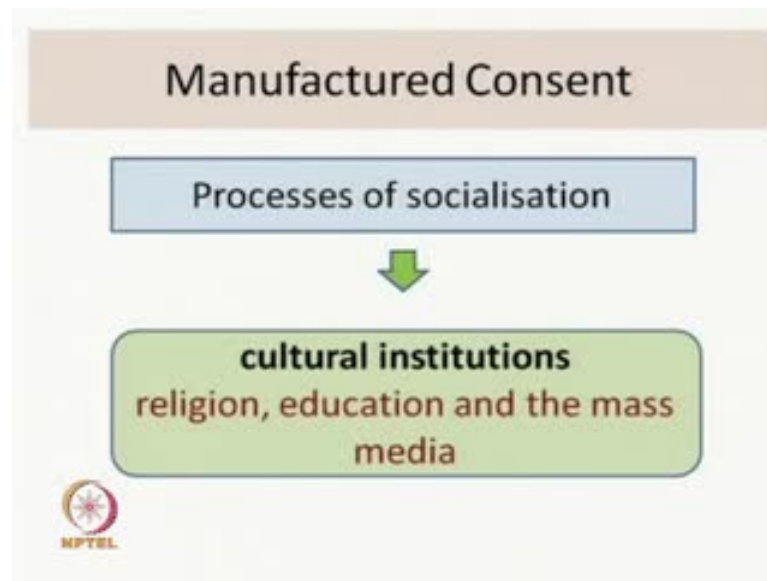 Manufactured Consent
Processes of socialisation
cultural institutions
religion, education and the mass
media
NPTEL